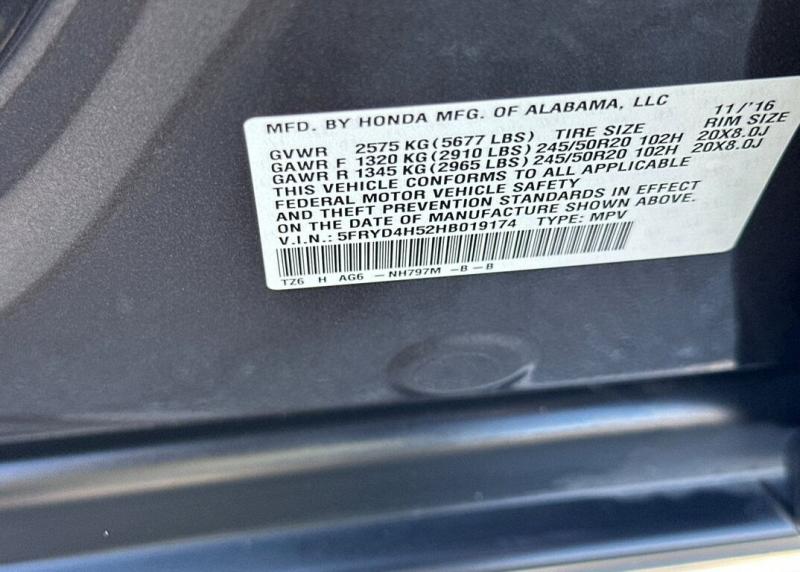 MFD. BY HONDA MFG. OF ALABAMA, LLC 11/'16
GVWR 2575 KG (5677 LBS) TIRE SIZE RIM SIZE
GAWR F 1320 KG (2910 LBS) 245/50R20 102H 20X8.0J
GAWR R 1345 KG (2965 LBS) 245/50R20 102H 20X8.0J
THIS VEHICLE CONFORMS TO ALL APPLICABLE
FEDERAL MOTOR VEHICLE SAFETY
AND THEFT PREVENTION STANDARDS IN EFFECT
ON THE DATE OF MANUFACTURE SHOWN ABOVE.
V.I.N.: 5FRYD4H52HB019174 TYPE: MPV
TZ6 H AG6 - NH797M - B - B